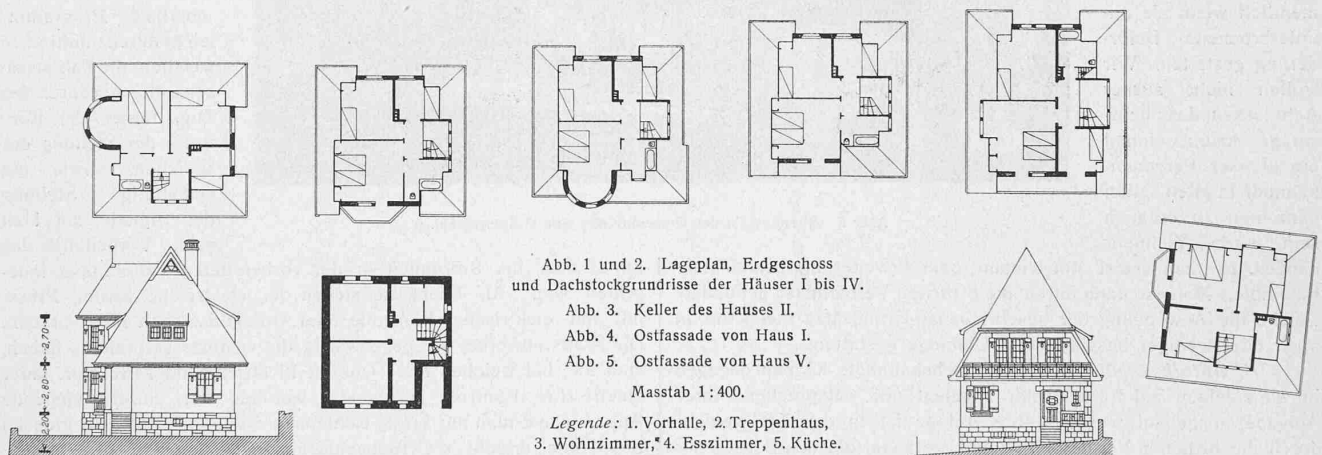 Abb. 1 und 2. Lageplan, Erdgeschoss
und Dachstockgrundrisse der Häuser I bis IV.
Abb. 3. Keller des Hauses II.
Abb. 4. Ostfassade von Haus II.
Abb. 5. Ostfassade von Haus V.
Masstab 1:400.
Legende: 1. Vorhalle, 2. Treppenhaus,
3. Wohnzimmer, 4. Esszimmer, 5. Küche.
2,70
2,80
2,20